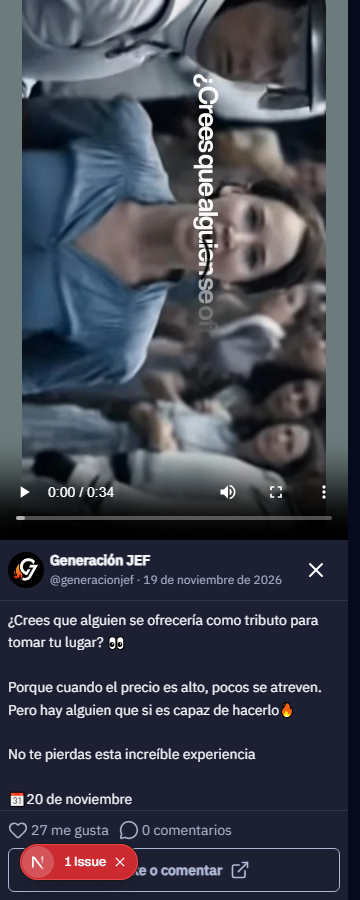 ¿Crees que alguien se of
0:00 / 0:34
Generación JEF
@generacionjef · 19 de noviembre de 2026
¿Crees que alguien se ofrecería como tributo para
tomar tu lugar? 👀
Porque cuando el precio es alto, pocos se atreven.
Pero hay alguien que si es capaz de hacerlo🔥
No te pierdas esta increíble experiencia
📅20 de noviembre
27 me gusta
0 comentarios
N 1 Issue
o comentar